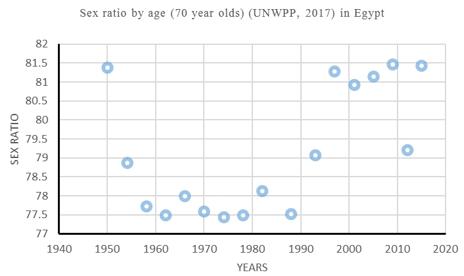 Sex ratio by age (70 year olds) (UNWPP, 2017) in Egypt
82
81.5
81
80.5
80
79.5
79
78.5
78
77.5
77
SEX RATIO
1940 1950 1960 1970 1980 1990 2000 2010 2020
YEARS